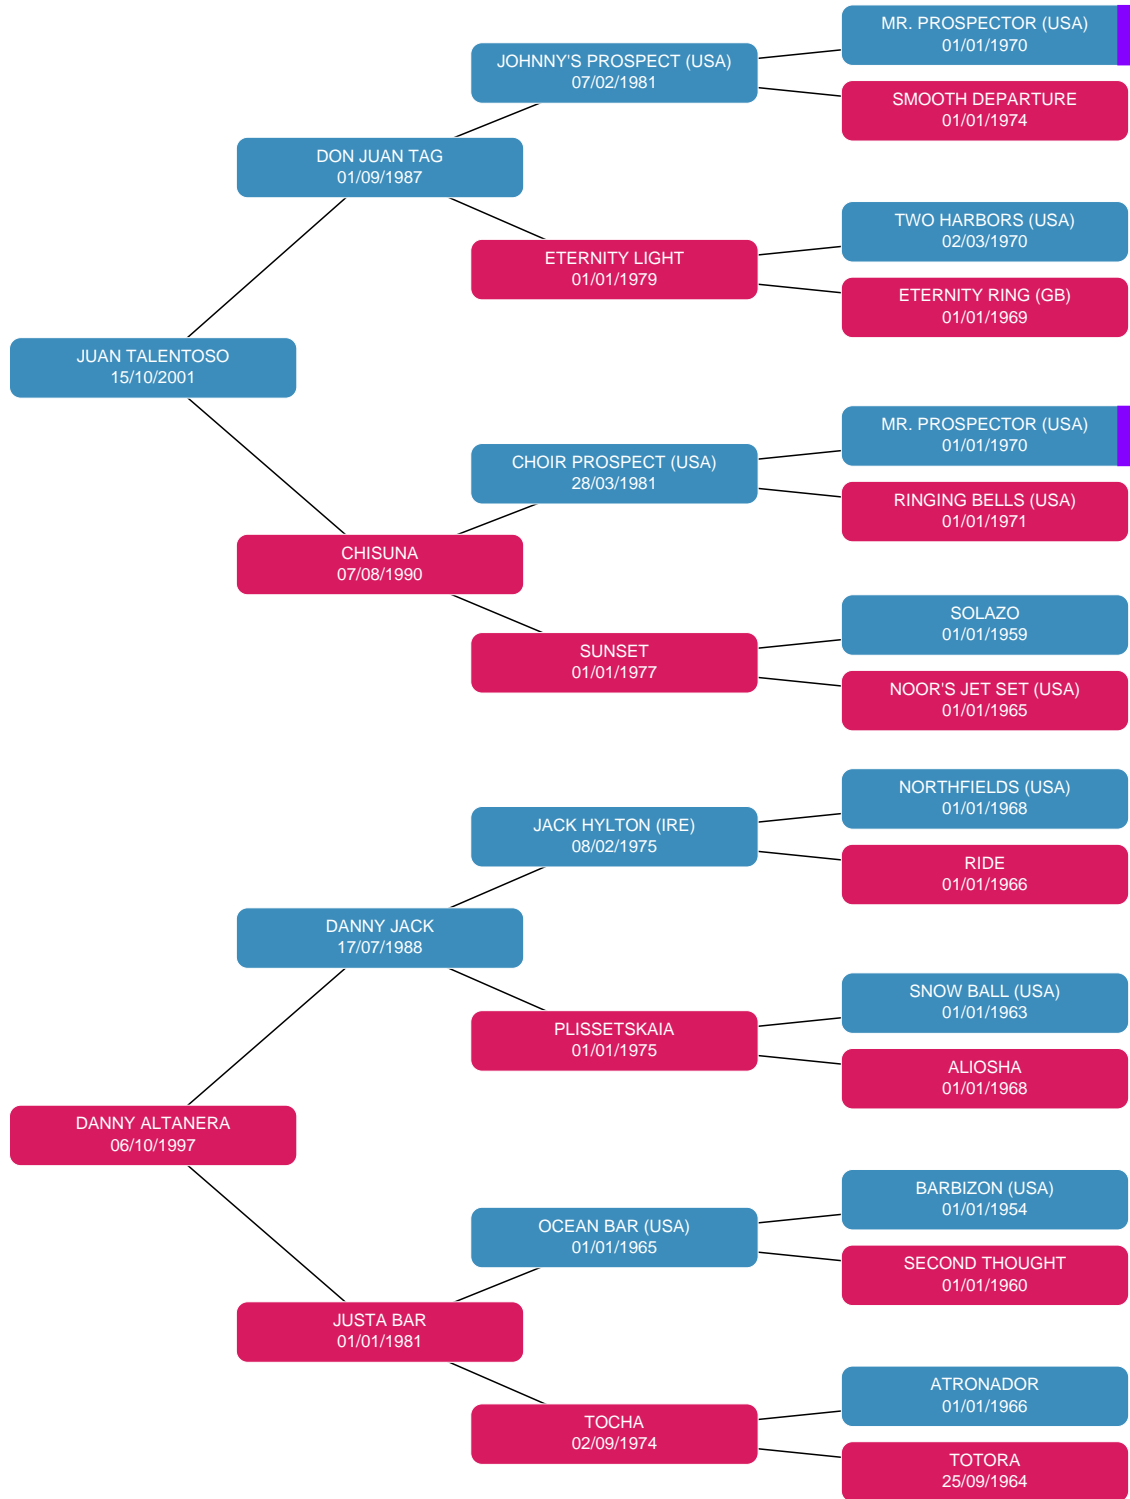 MR. PROSPECTOR (USA)
01/01/1970
JOHNNY'S PROSPECT (USA)
07/02/1981
SMOOTH DEPARTURE
01/01/1974
DON JUAN TAG
01/09/1987
TWO HARBORS (USA)
02/03/1970
ETERNITY LIGHT
01/01/1979
ETERNITY RING (GB)
01/01/1969
JUAN TALENTOSO
15/10/2001
MR. PROSPECTOR (USA)
01/01/1970
CHOIR PROSPECT (USA)
28/03/1981
RINGING BELLS (USA)
01/01/1971
CHISUNA
07/08/1990
SOLAZO
01/01/1959
SUNSET
01/01/1977
NOOR'S JET SET (USA)
01/01/1965
NORTHFIELDS (USA)
01/01/1968
JACK HYLTON (IRE)
08/02/1975
RIDE
01/01/1966
DANNY JACK
17/07/1988
SNOW BALL (USA)
01/01/1963
PLISSETSKAIA
01/01/1975
ALIOSHA
01/01/1968
DANNY ALTANERA
06/10/1997
BARBIZON (USA)
01/01/1954
OCEAN BAR (USA)
01/01/1965
SECOND THOUGHT
01/01/1960
JUSTA BAR
01/01/1981
ATRONADOR
01/01/1966
TOCHA
02/09/1974
TOTORA
25/09/1964